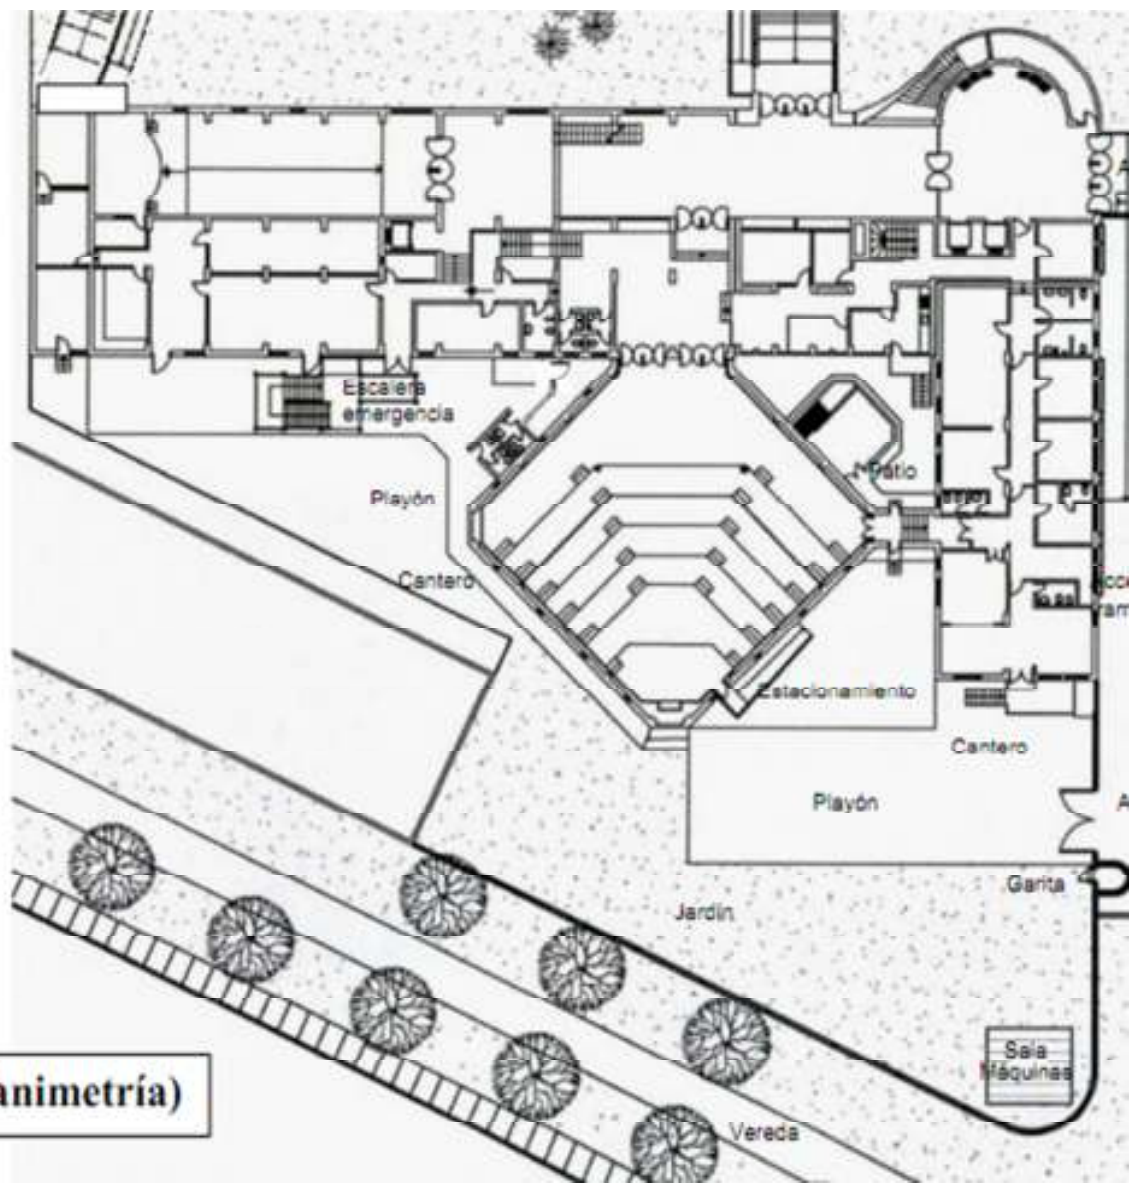 Escalera
emergencia
Patio
Playón
Cantero
Estacionamiento
Cantero
Playón
Garita
Jardín
Sala
Máquinas
animetría)
Vereda